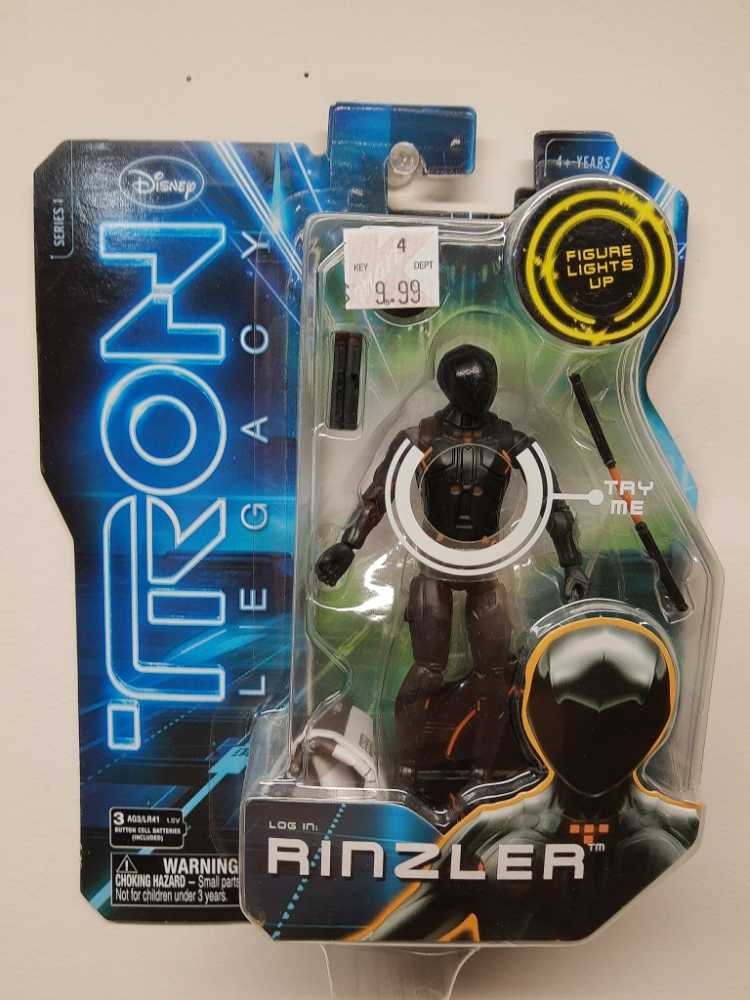 4+ YEARS
Disney
SERIES 1
TRON
LEGACY
4
KEY DEPT
$ 9.99
FIGURE
LIGHTS
UP
TRY
ME
3 AG3/LR41 1.5V
BUTTON CELL BATTERIES
(INCLUDED)
WARNING
CHOKING HAZARD – Small parts
Not for children under 3 years.
LOG IN:
RINZLER™